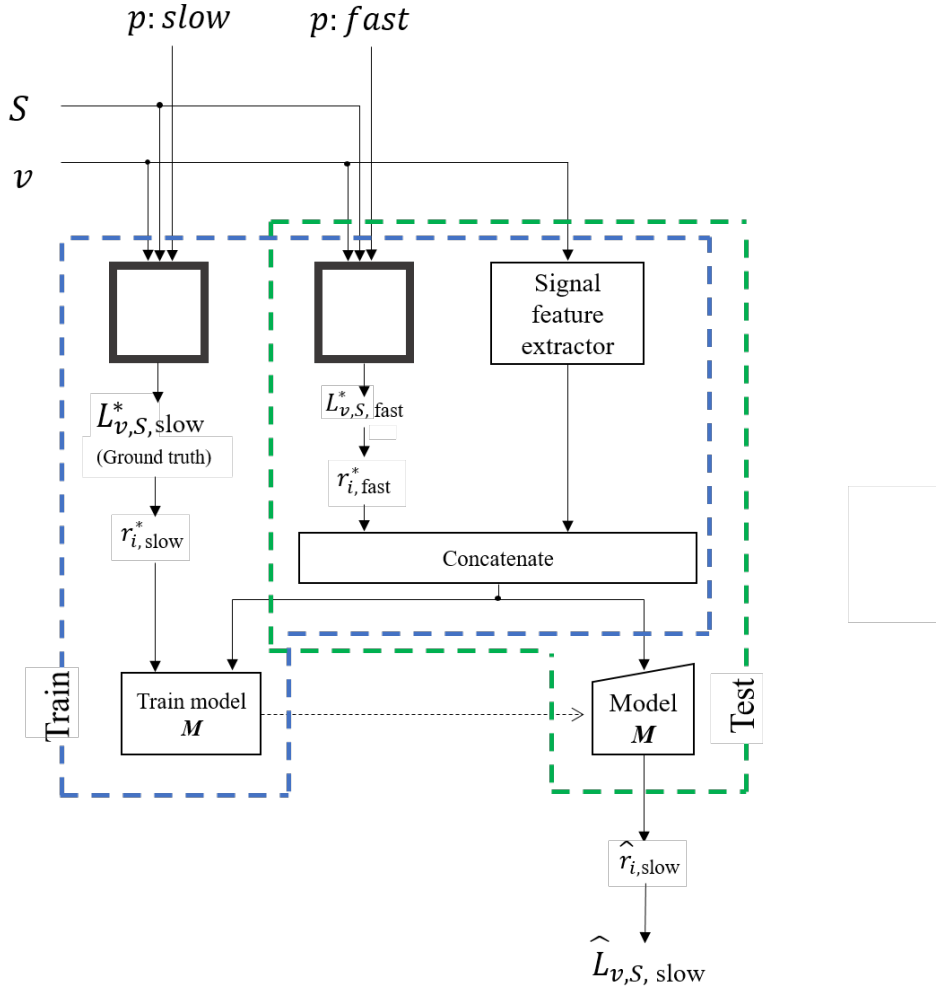 p: slow
p: fast
S
v
Signal
feature
extractor
L*v,S, slow
(Ground truth)
L*v,S, fast
r*i,fast
r*i,slow
Concatenate
Train
Train model
M
Model
M
Test
r̂i,slow
L̂v,S, slow